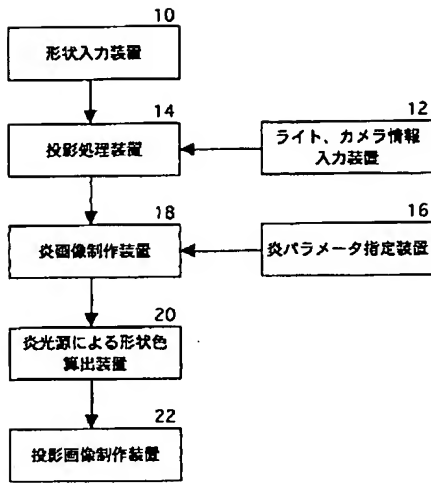 10
形状入力装置
14
投影処理装置
12
ライト、カメラ情報
入力装置
18
炎画像制作装置
16
炎パラメータ指定装置
20
炎光源による形状色
算出装置
22
投影画像制作装置